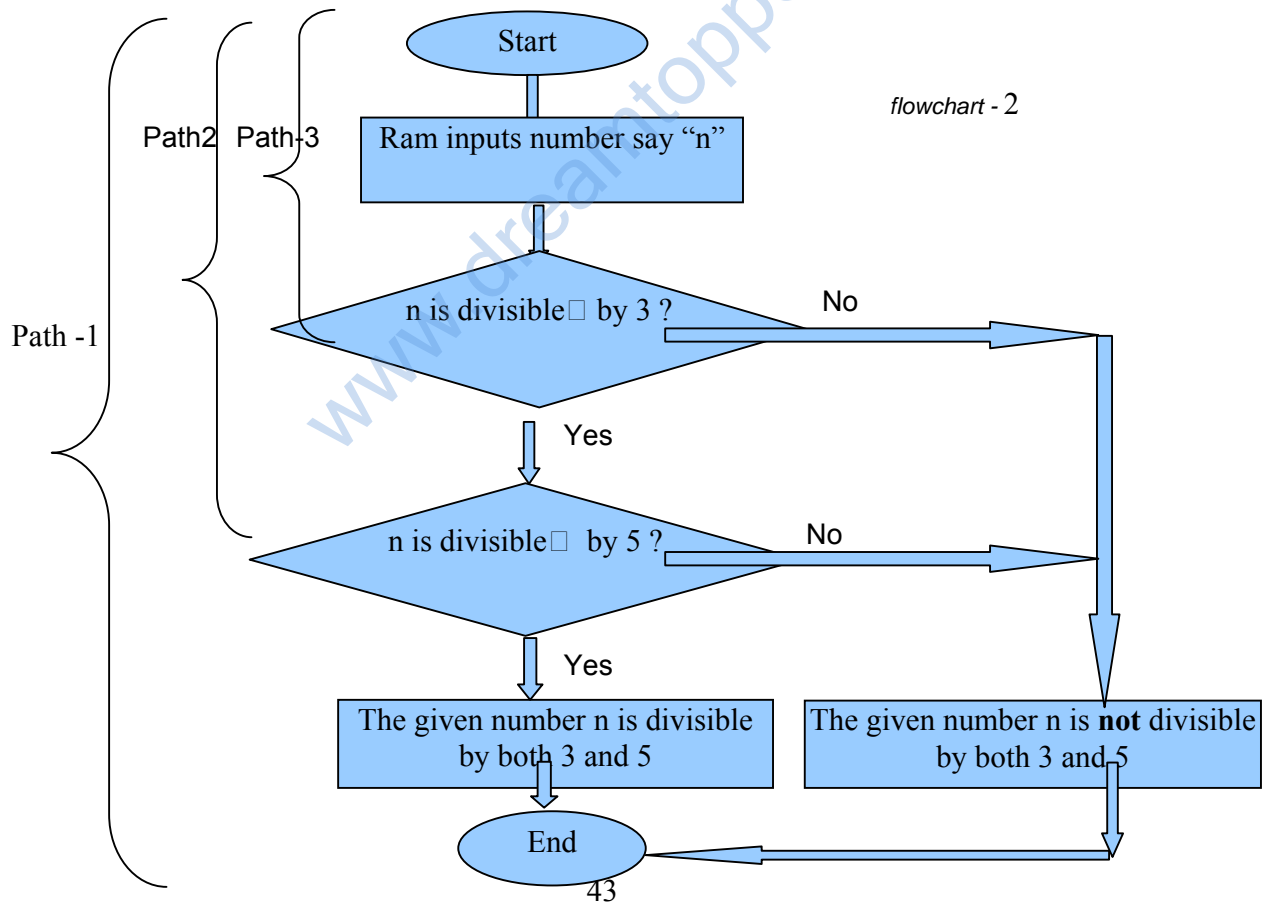 Start
flowchart - 2
Path2 Path-3
Ram inputs number say “n”
n is divisible□ by 3 ?
No
Path -1
Yes
n is divisible□ by 5 ?
No
Yes
The given number n is divisible
by both 3 and 5
The given number n is not divisible
by both 3 and 5
End
43
www.dreamtopp